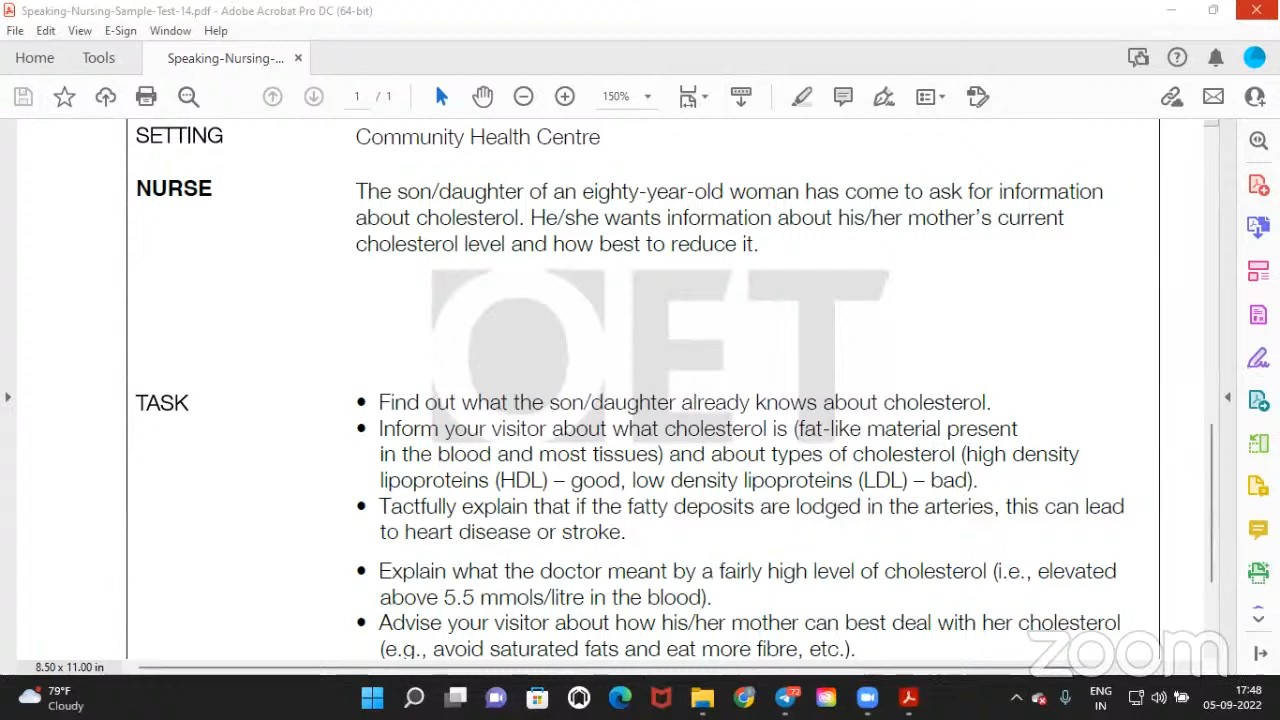 Speaking-Nursing-Sample-Test-14.pdf - Adobe Acrobat Pro DC (64-bit)
File Edit View E-Sign Window Help
Home Tools Speaking-Nursing-... ×
1 / 1 150%
SETTING Community Health Centre
NURSE The son/daughter of an eighty-year-old woman has come to ask for information
about cholesterol. He/she wants information about his/her mother's current
cholesterol level and how best to reduce it.
OET
TASK • Find out what the son/daughter already knows about cholesterol.
• Inform your visitor about what cholesterol is (fat-like material present
in the blood and most tissues) and about types of cholesterol (high density
lipoproteins (HDL) – good, low density lipoproteins (LDL) – bad).
• Tactfully explain that if the fatty deposits are lodged in the arteries, this can lead
to heart disease or stroke.
• Explain what the doctor meant by a fairly high level of cholesterol (i.e., elevated
above 5.5 mmols/litre in the blood).
• Advise your visitor about how his/her mother can best deal with her cholesterol
(e.g., avoid saturated fats and eat more fibre, etc.).
zoom
8.50 x 11.00 in
79°F
Cloudy
72
ENG
IN
17:48
05-09-2022